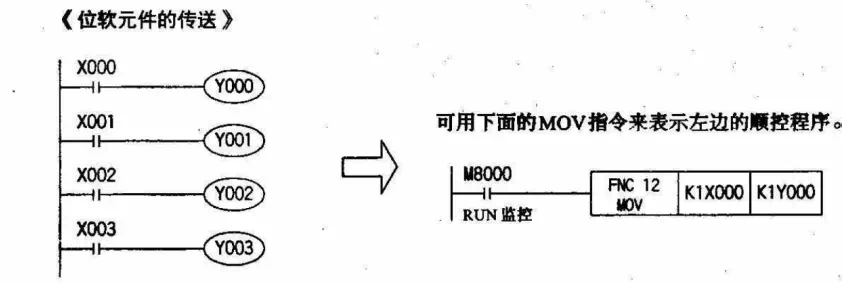 《位软元件的传送》
X000
Y000
X001
Y001
X002
Y002
X003
Y003
可用下面的MOV指令来表示左边的顺控程序。
M8000
RUN 监控
FNC 12
MOV
K1X000
K1Y000